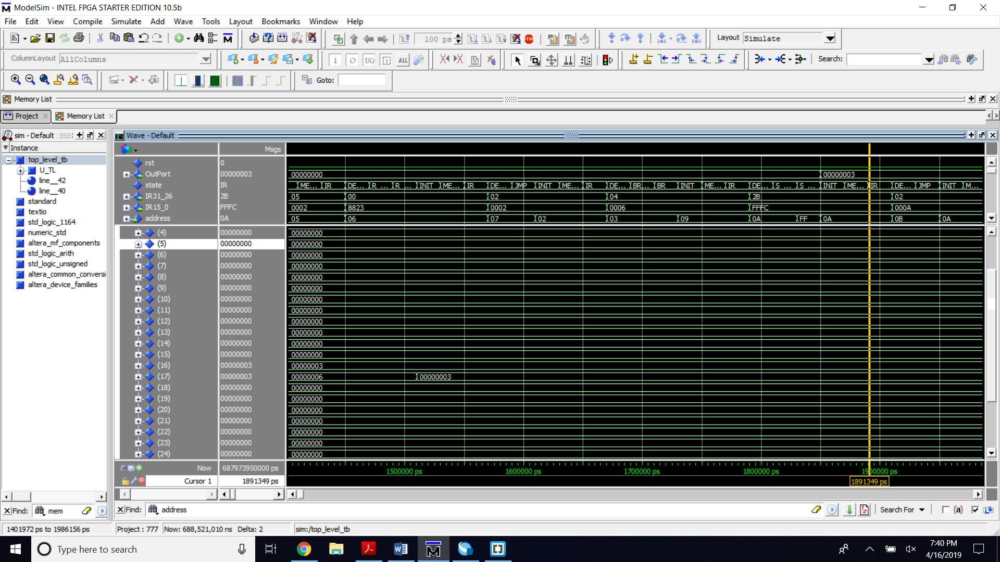 ModelSim - INTEL FPGA STARTER EDITION 10.5b
File Edit View Compile Simulate Add Wave Tools Layout Bookmarks Window Help
100 ps
Layout Simulate
ColumnLayout AllColumns
Search:
Goto:
Memory List
Project Memory List
sim - Default
Wave - Default
Instance
top_level_tb
U_TL
line__42
line__40
standard
textio
std_logic_1164
numeric_std
altera_mf_components
std_logic_arith
std_logic_unsigned
altera_common_conversi
altera_device_families
Msgs
rst 0
OutPort 00000003 00000000 00000003
state IR ME... IR DE... R ... R ... INIT ME... IR DE... JMP INIT ME... IR DE... BR... BR INIT ME... IR DE... S ... S ... INIT ME... IR DE... JMP INIT M...
IR31_26 2B 05 00 02 04 2B 02
IR15_0 FFFC 0002 8823 0002 0006 FFFC 000A
address 0A 05 06 07 02 03 09 0A FF 0A 0B 0A
(4) 00000000 00000000
(5) 00000000 00000000
(6) 00000000 00000000
(7) 00000000 00000000
(8) 00000000 00000000
(9) 00000000 00000000
(10) 00000000 00000000
(11) 00000000 00000000
(12) 00000000 00000000
(13) 00000000 00000000
(14) 00000000 00000000
(15) 00000000 00000000
(16) 00000003 00000003
(17) 00000003 00000006 00000003
(18) 00000000 00000000
(19) 00000000 00000000
(20) 00000000 00000000
(21) 00000000 00000000
(22) 00000000 00000000
(23) 00000000 00000000
(24) 00000000 00000000
Now 687973950000 ps 1500000 ps 1600000 ps 1700000 ps 1800000 ps 1900000 ps
Cursor 1 1891349 ps 1891349 ps
Find: mem
Find: address Search For
1401972 ps to 1986156 ps Project : 777 Now: 688,521,010 ns Delta: 2 sim:/top_level_tb
Type here to search
7:40 PM
4/16/2019